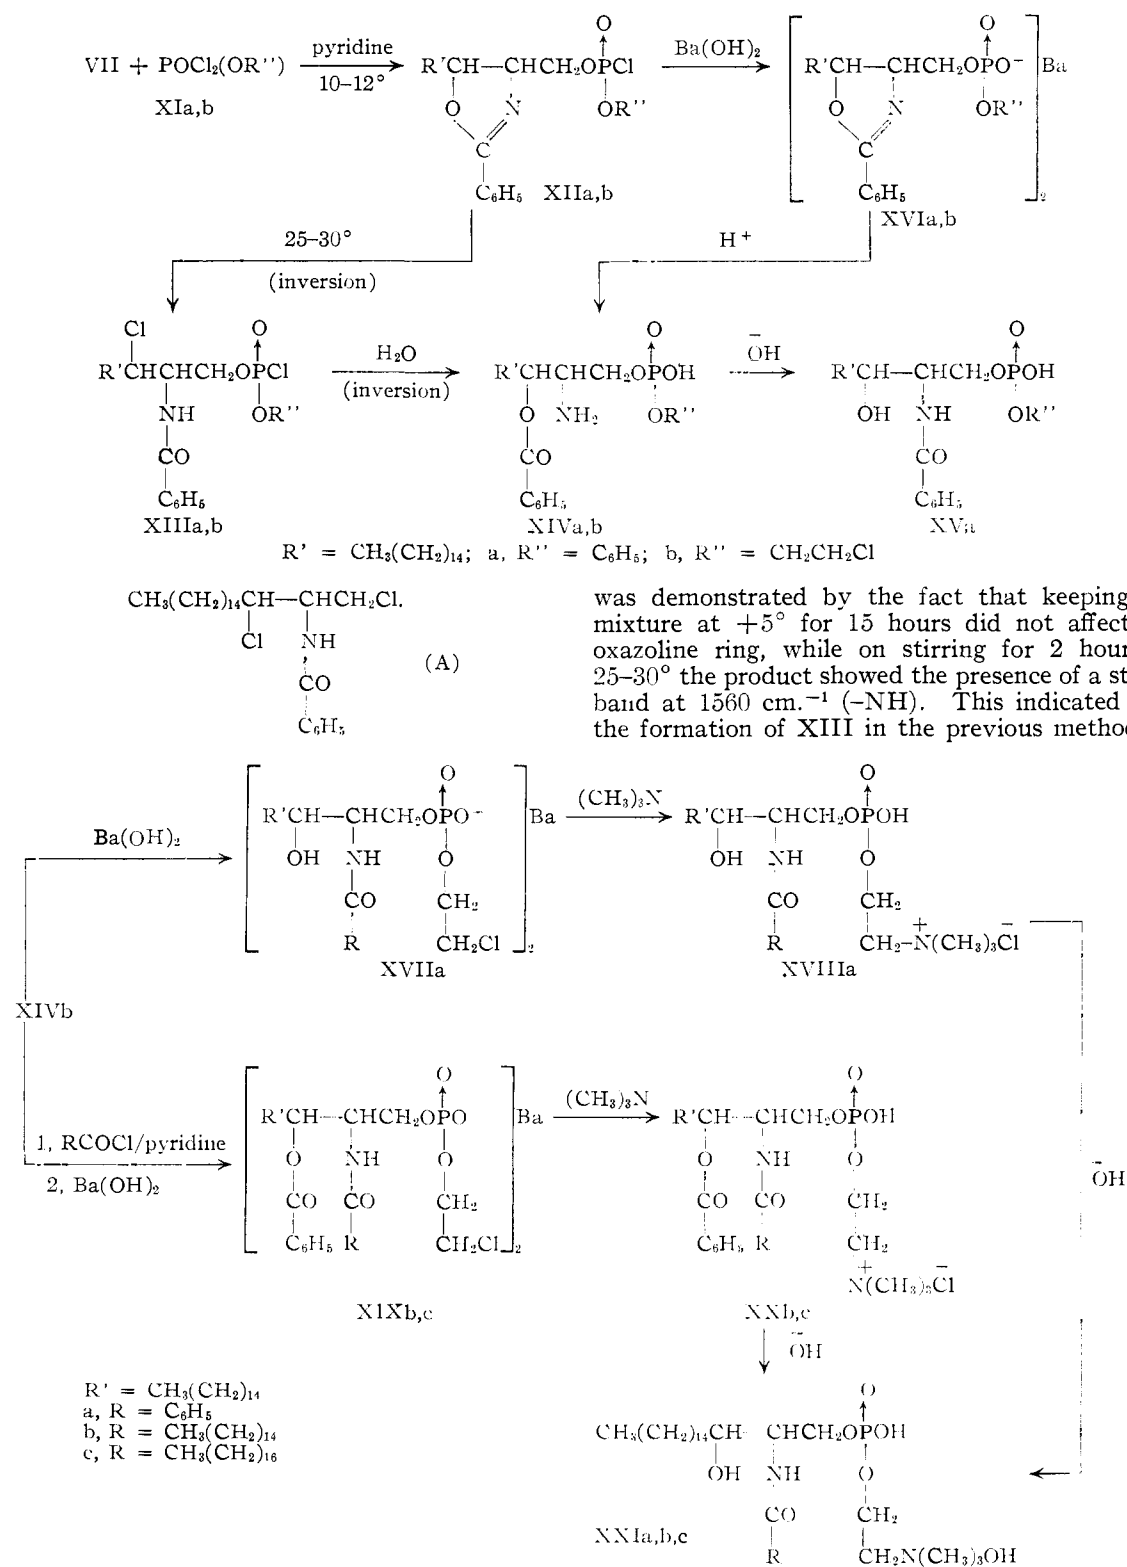 VII + POCl₂(OR'')
XIa,b
pyridine
10–12°
O
R'CH—CHCH₂OPCl
O N OR''
C
C₆H₅ XIIa,b
Ba(OH)₂
O
R'CH—CHCH₂OPO⁻ Ba
O N OR''
C
C₆H₅ 2
XVIa,b
25–30°
(inversion)
H⁺
Cl O
R'CHCHCH₂OPCl
NH OR''
CO
C₆H₅
XIIIa,b
H₂O
(inversion)
O
R'CHCHCH₂OPOH
O NH₂ OR''
CO
C₆H₅
XIVa,b
⁻OH
O
R'CH—CHCH₂OPOH
OH NH OR''
CO
C₆H₅
XVa
R' = CH₃(CH₂)₁₄; a, R'' = C₆H₅; b, R'' = CH₂CH₂Cl
CH₃(CH₂)₁₄CH—CHCH₂Cl.
Cl NH
(A)
CO
C₆H₅
was demonstrated by the fact that keeping
mixture at +5° for 15 hours did not affect
oxazoline ring, while on stirring for 2 hour
25–30° the product showed the presence of a st
band at 1560 cm.⁻¹ (–NH). This indicated
the formation of XIII in the previous method
XIVb
Ba(OH)₂
O
R'CH—CHCH₂OPO⁻ Ba
OH NH O
CO CH₂
R CH₂Cl 2
XVIIa
(CH₃)₃N
O
R'CH—CHCH₂OPOH
OH NH O
CO CH₂
R CH₂–N⁺(CH₃)₃Cl⁻
XVIIIa
⁻OH
1, RCOCl/pyridine
2, Ba(OH)₂
O
R'CH—CHCH₂OPO Ba
O NH O
CO CO CH₂
C₆H₅ R CH₂Cl 2
XIXb,c
(CH₃)₃N
O
R'CH—CHCH₂OPOH
O NH O
CO CO CH₂
C₆H₅ R CH₂
N⁺(CH₃)₃Cl⁻
XXb,c
⁻OH
R' = CH₃(CH₂)₁₄
a, R = C₆H₅
b, R = CH₃(CH₂)₁₄
c, R = CH₃(CH₂)₁₆
O
CH₃(CH₂)₁₄CH CHCH₂OPOH
OH NH O
CO CH₂
XXIa,b,c
R CH₂N(CH₃)₃OH